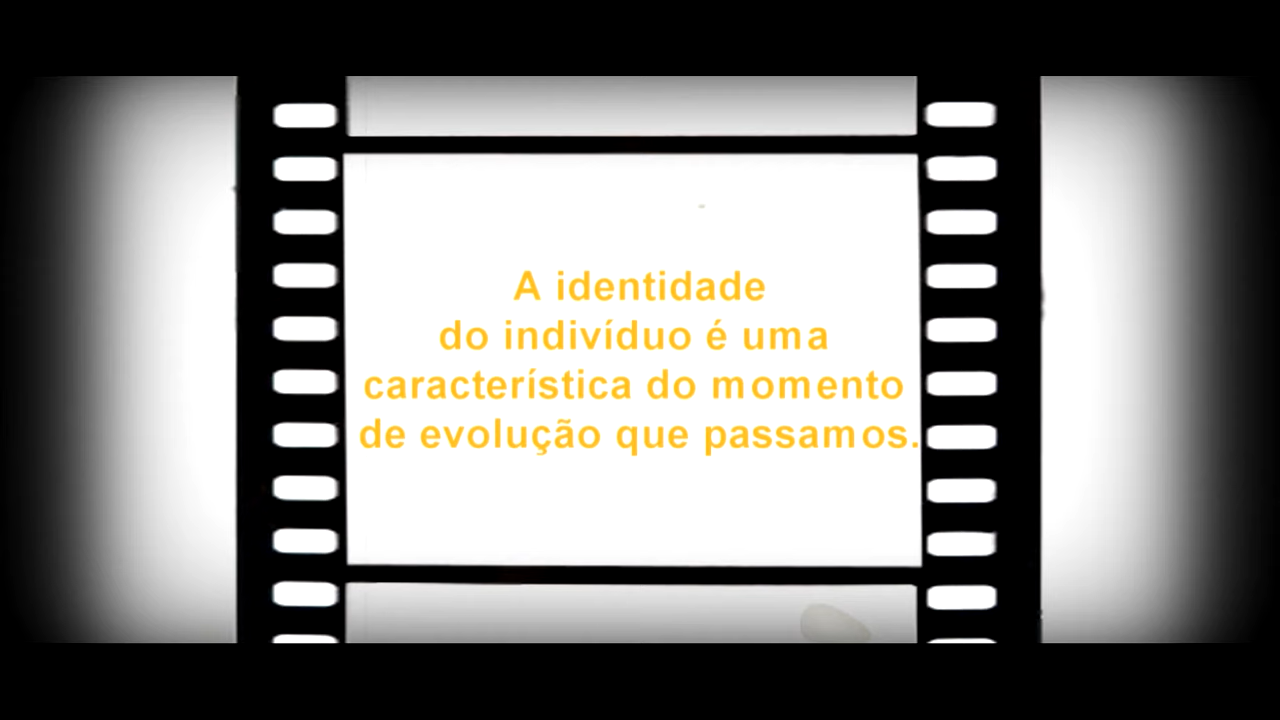 A identidade
do indivíduo é uma
característica do momento
de evolução que passamos.